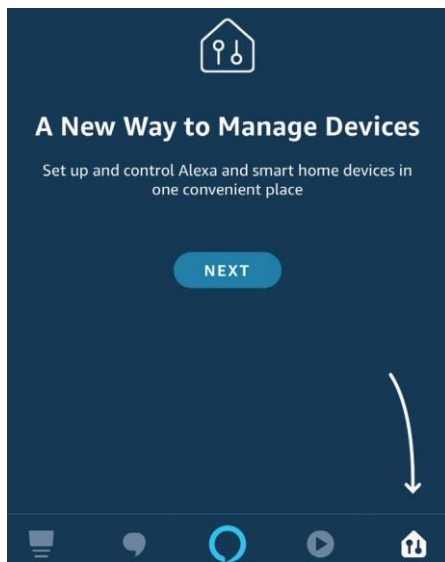 A New Way to Manage Devices
Set up and control Alexa and smart home devices in
one convenient place
NEXT